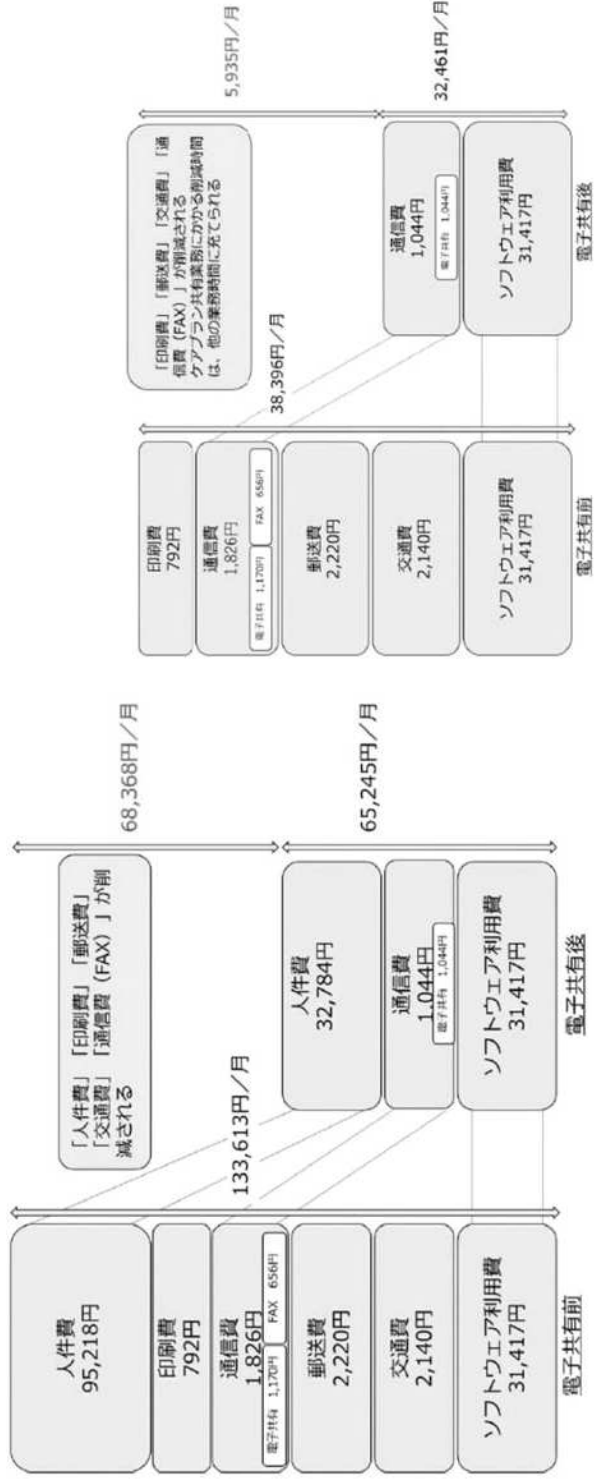 「人件費」「印刷費」「郵送費」
「交通費」「通信費（FAX）」が削
減される
68,368円／月
133,613円／月
65,245円／月
人件費
95,218円
印刷費
792円
通信費
1,826円
電子共有 1,170円
FAX 656円
郵送費
2,220円
交通費
2,140円
ソフトウェア利用費
31,417円
電子共有前
人件費
32,784円
通信費
1,044円
電子共有 1,044円
ソフトウェア利用費
31,417円
電子共有後
「印刷費」「郵送費」「交通費」「通
信費（FAX）」が削減される
ケアプラン共有業務にかかる削減時間
は、他の業務時間に充てられる
5,935円／月
38,396円／月
32,461円／月
印刷費
792円
通信費
1,826円
電子共有 1,170円
FAX 656円
郵送費
2,220円
交通費
2,140円
ソフトウェア利用費
31,417円
電子共有前
通信費
1,044円
電子共有 1,044円
ソフトウェア利用費
31,417円
電子共有後